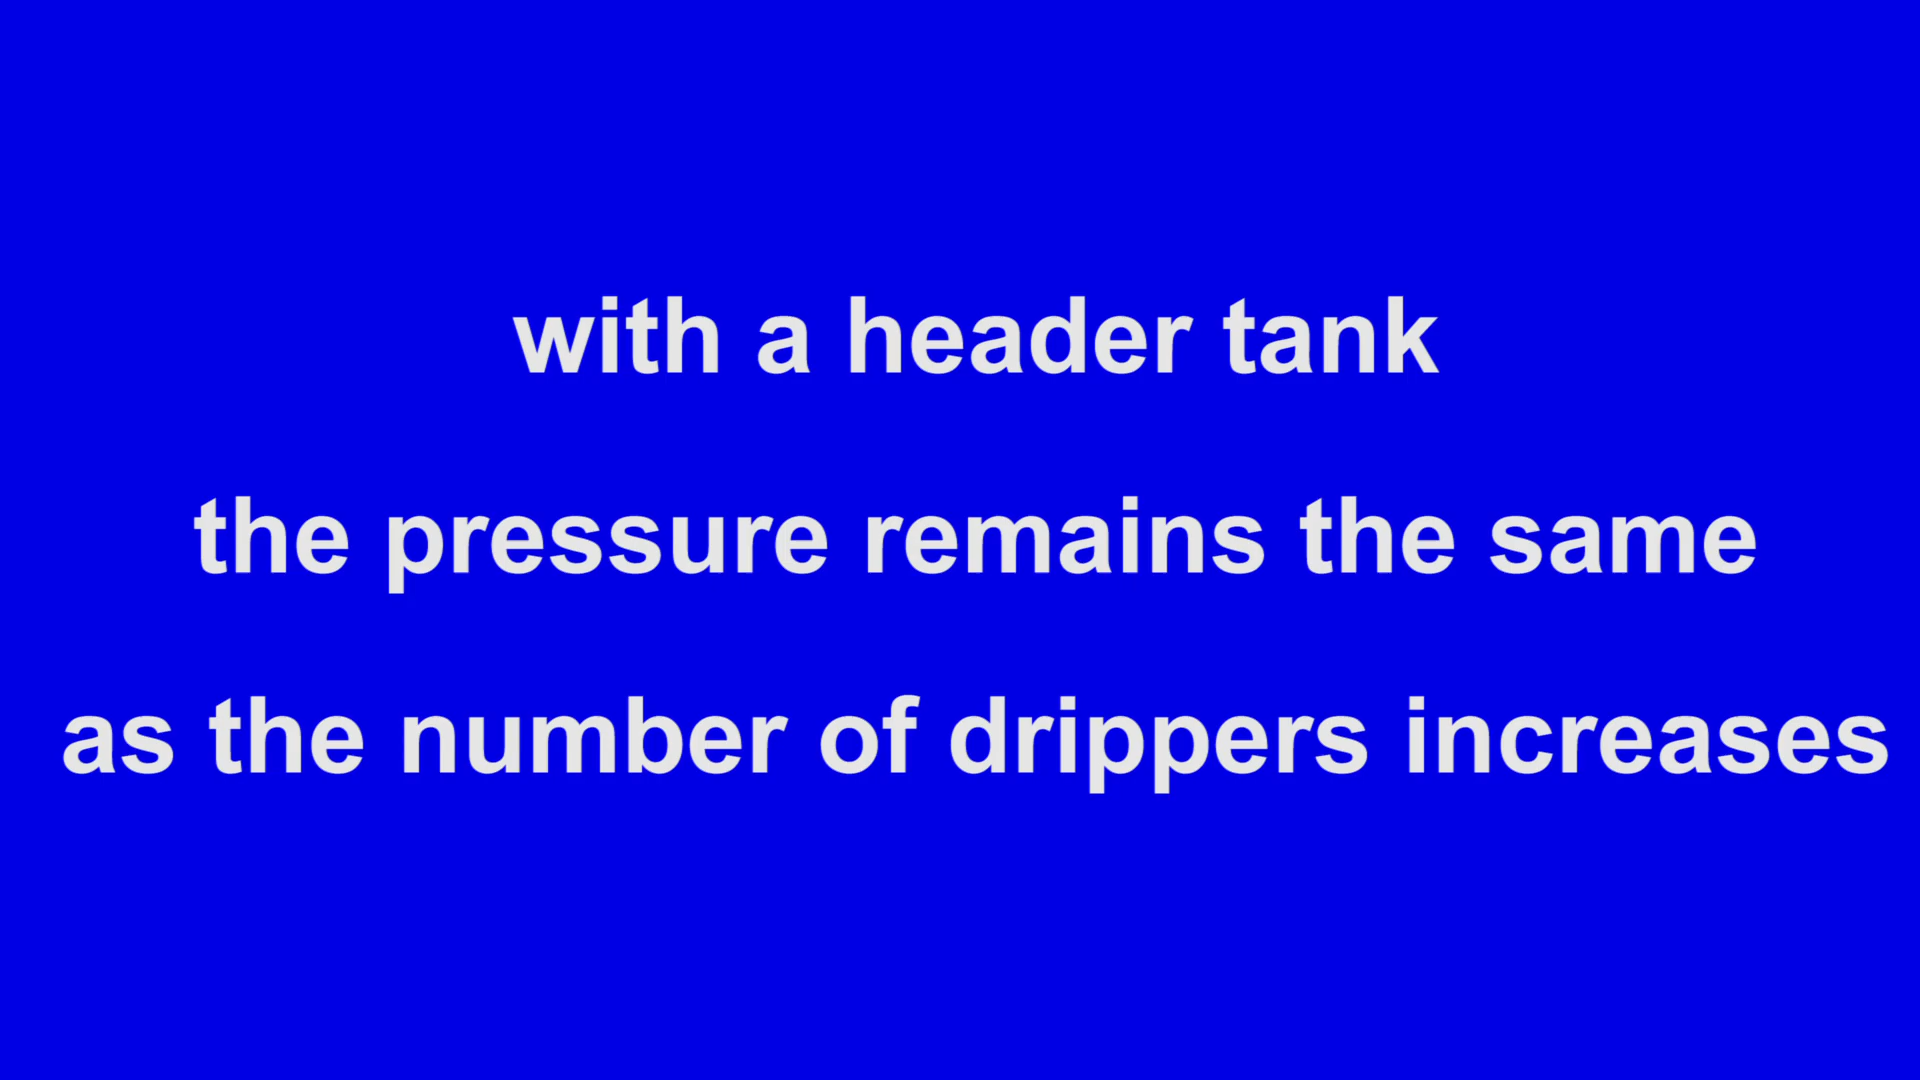 with a header tank
the pressure remains the same
as the number of drippers increases